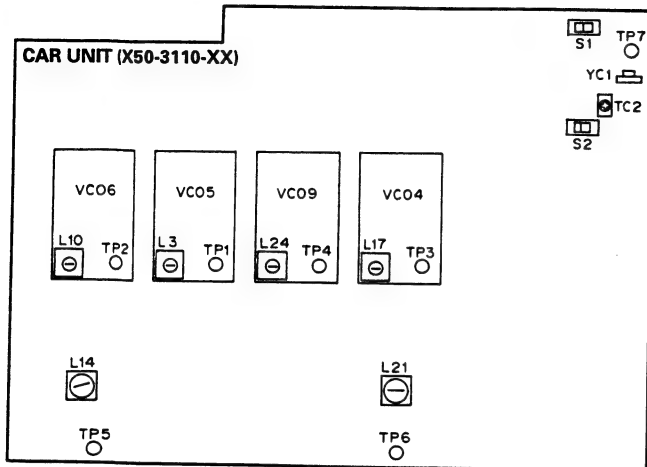 S1 TP7
CAR UNIT (X50-3110-XX)
YC1
TC2
S2
VCO6 VCO5 VCO9 VCO4
L10 TP2 L3 TP1 L24 TP4 L17 TP3
L14 L21
TP5 TP6